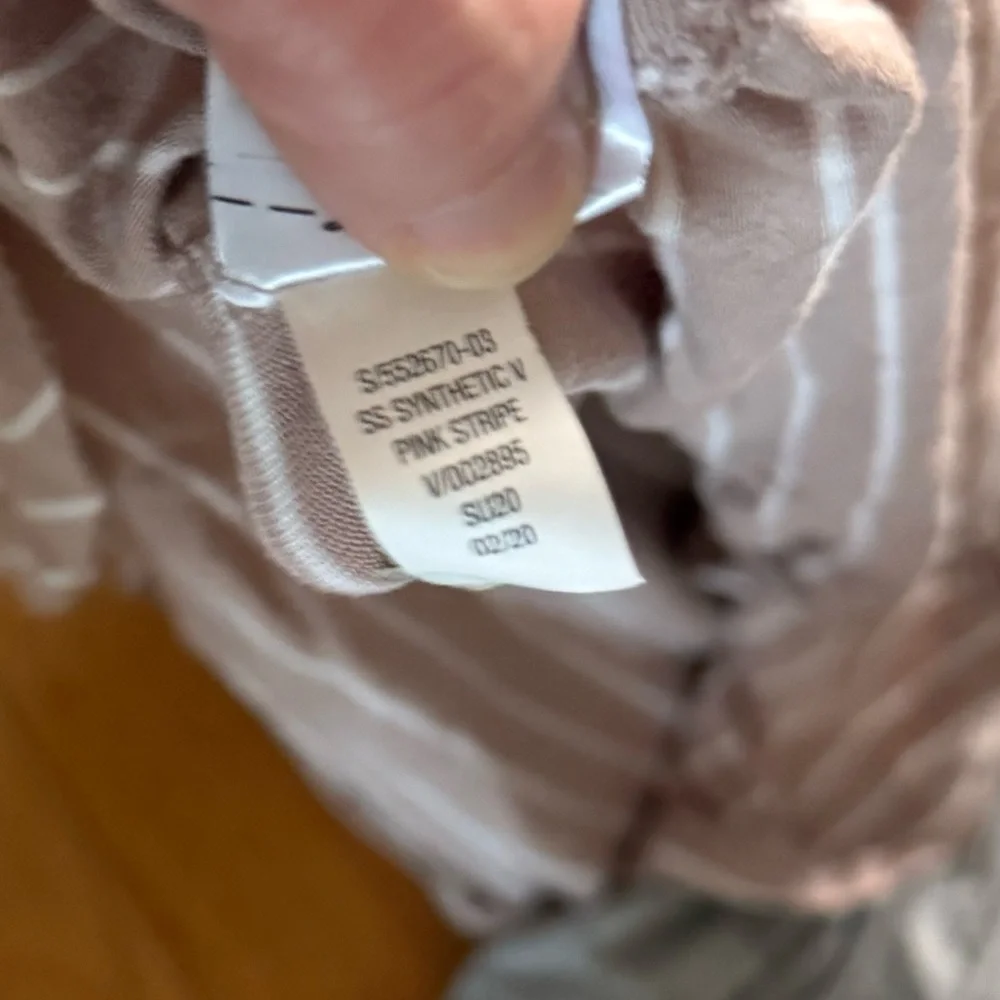 S/552670-03
SS SYNTHETIC V
PINK STRIPE
V/002895
SU20
02/20